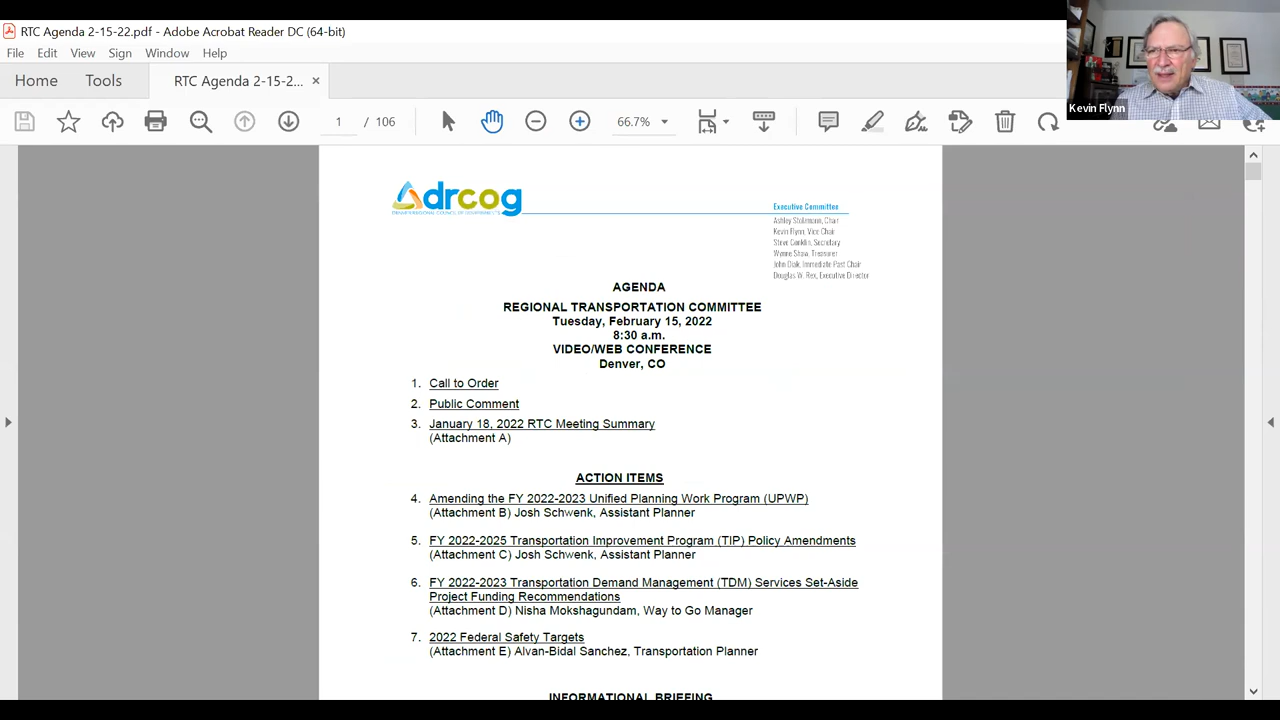 RTC Agenda 2-15-22.pdf - Adobe Acrobat Reader DC (64-bit)
File Edit View Sign Window Help
Home Tools RTC Agenda 2-15-2... ×
1 / 106 66.7%
Kevin Flynn
drcog
DENVER REGIONAL COUNCIL OF GOVERNMENTS
Executive Committee
Ashley Stolzmann, Chair
Kevin Flynn, Vice Chair
Steve Conklin, Secretary
Wynne Shaw, Treasurer
John Diak, Immediate Past Chair
Douglas W. Rex, Executive Director
AGENDA
REGIONAL TRANSPORTATION COMMITTEE
Tuesday, February 15, 2022
8:30 a.m.
VIDEO/WEB CONFERENCE
Denver, CO
1. Call to Order
2. Public Comment
3. January 18, 2022 RTC Meeting Summary
(Attachment A)
ACTION ITEMS
4. Amending the FY 2022-2023 Unified Planning Work Program (UPWP)
(Attachment B) Josh Schwenk, Assistant Planner
5. FY 2022-2025 Transportation Improvement Program (TIP) Policy Amendments
(Attachment C) Josh Schwenk, Assistant Planner
6. FY 2022-2023 Transportation Demand Management (TDM) Services Set-Aside
Project Funding Recommendations
(Attachment D) Nisha Mokshagundam, Way to Go Manager
7. 2022 Federal Safety Targets
(Attachment E) Alvan-Bidal Sanchez, Transportation Planner
INFORMATIONAL BRIEFING